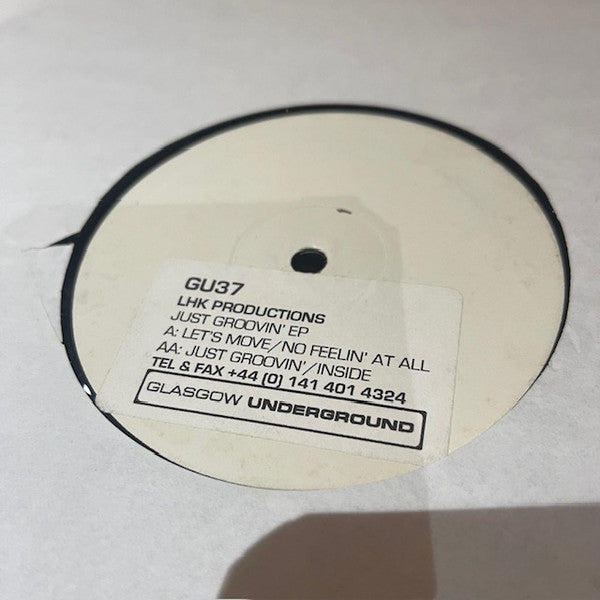 GU37
LHK PRODUCTIONS
JUST GROOVIN' EP
A: LET'S MOVE/NO FEELIN' AT ALL
AA: JUST GROOVIN'/INSIDE
TEL & FAX +44 (0) 141 401 4324
GLASGOW UNDERGROUND